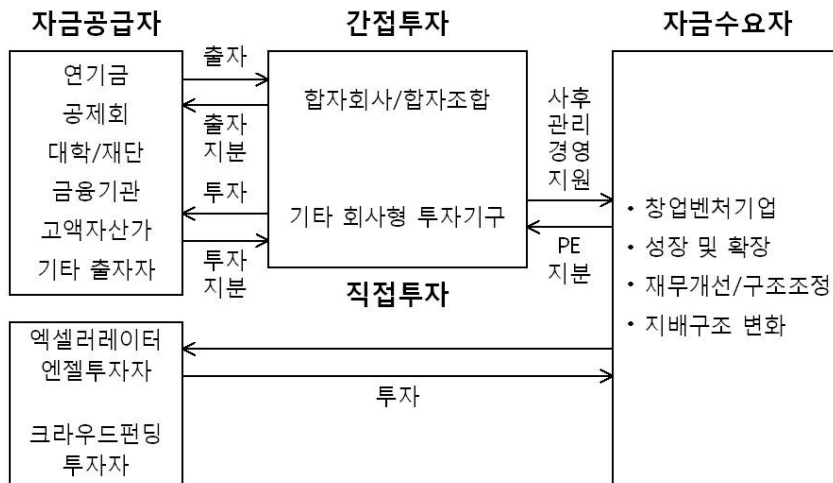 자금공급자
간접투자
자금수요자
연기금
공제회
대학/재단
금융기관
고액자산가
기타 출자자
출자
출자
지분
투자
투자
지분
합자회사/합자조합
기타 회사형 투자기구
사후
관리
경영
지원
PE
지분
• 창업벤처기업
• 성장 및 확장
• 재무개선/구조조정
• 지배구조 변화
직접투자
엑셀러레이터
엔젤투자자
크라우드펀딩
투자자
투자